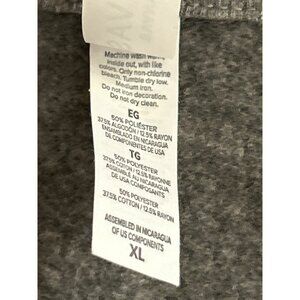 Machine wash warm
inside out, with like
colors. Only non-chlorine
bleach. Tumble dry low.
Medium iron.
Do not iron decoration.
Do not dry clean.
EG
50% POLIÉSTER
37.5% ALGODÓN / 12.5% RAYON
ENSAMBLADO EN NICARAGUA
DE COMPONENTES DE USA
TG
50% POLYESTER
37.5% COTON / 12.5% RAYONNE
ASSEMBLÉ AU NICARAGUA
DE USA COMPOSANTS
50% POLYESTER
37.5% COTTON / 12.5% RAYON
ASSEMBLED IN NICARAGUA
OF US COMPONENTS
XL